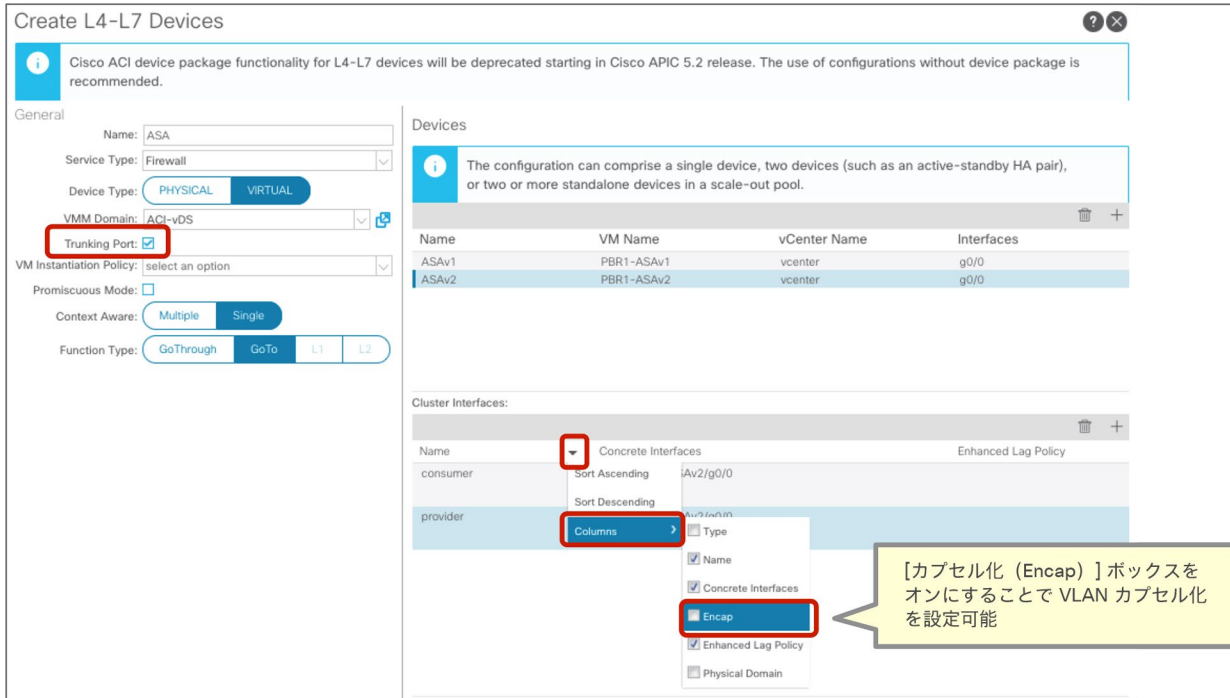 Create L4-L7 Devices
Cisco ACI device package functionality for L4-L7 devices will be deprecated starting in Cisco APIC 5.2 release. The use of configurations without device package is
recommended.
General
Name: ASA
Service Type: Firewall
Device Type: PHYSICAL VIRTUAL
VMM Domain: ACI-vDS
Trunking Port:
VM Instantiation Policy: select an option
Promiscuous Mode:
Context Aware: Multiple Single
Function Type: GoThrough GoTo L1 L2
Devices
The configuration can comprise a single device, two devices (such as an active-standby HA pair),
or two or more standalone devices in a scale-out pool.
Name VM Name vCenter Name Interfaces
ASAv1 PBR1-ASAv1 vcenter g0/0
ASAv2 PBR1-ASAv2 vcenter g0/0
Cluster Interfaces:
Name Concrete Interfaces Enhanced Lag Policy
consumer Sort Ascending Av2/g0/0
Sort Descending
provider Av2/g0/0
Columns Type
Name
Concrete Interfaces
Encap
Enhanced Lag Policy
Physical Domain
[カプセル化（Encap）] ボックスを
オンにすることで VLAN カプセル化
を設定可能